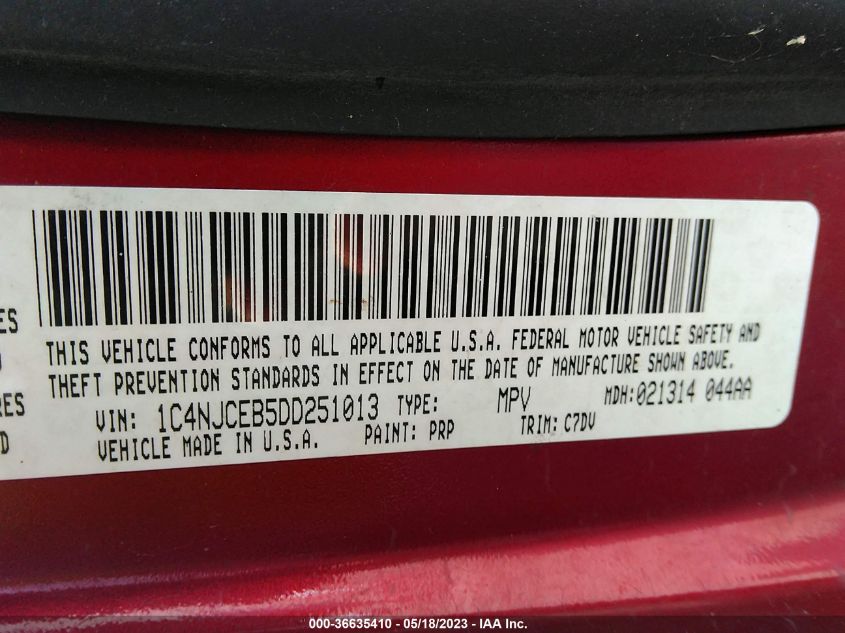 ES
THIS VEHICLE CONFORMS TO ALL APPLICABLE U.S.A. FEDERAL MOTOR VEHICLE SAFETY AND
THEFT PREVENTION STANDARDS IN EFFECT ON THE DATE OF MANUFACTURE SHOWN ABOVE.
RES
VIN: 1C4NJCEB5DD251013 TYPE: MPV MDH:021314 044AA
D
VEHICLE MADE IN U.S.A. PAINT: PRP TRIM: C7DV
000-36635410 - 05/18/2023 - IAA Inc.